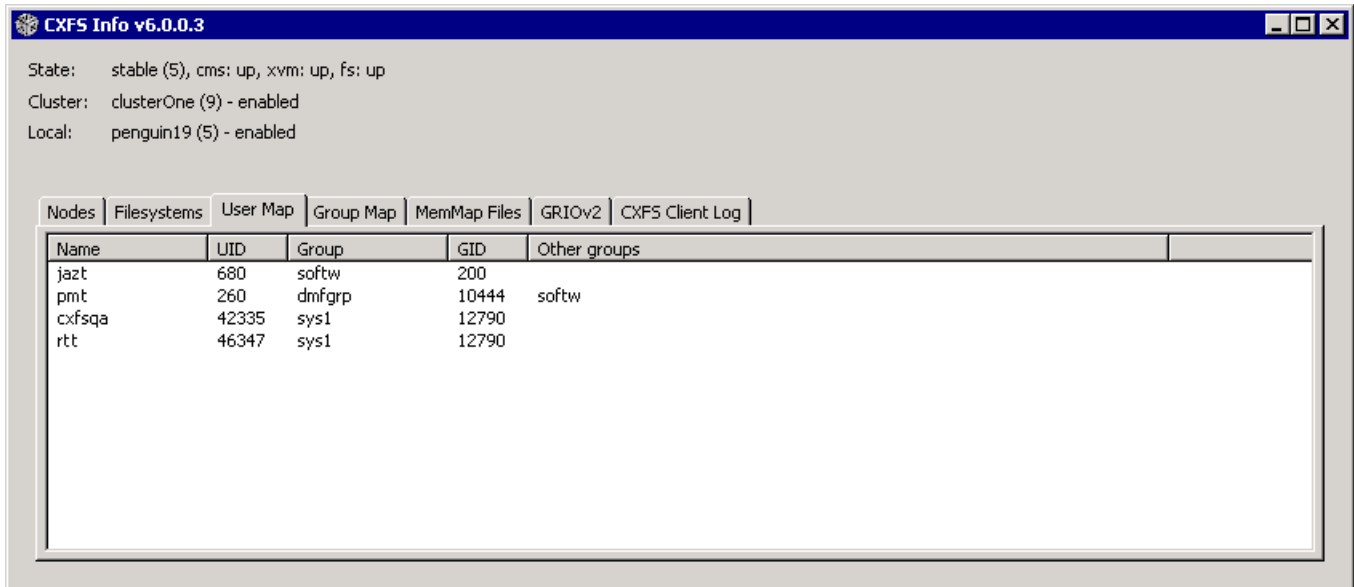 CXFS Info v6.0.0.3
State: stable (5), cms: up, xvm: up, fs: up
Cluster: clusterOne (9) - enabled
Local: penguin19 (5) - enabled
Nodes Filesystems User Map Group Map MemMap Files GRIOv2 CXFS Client Log
Name UID Group GID Other groups
jazt 680 softw 200
pmt 260 dmfgrp 10444 softw
cxfsqa 42335 sys1 12790
rtt 46347 sys1 12790